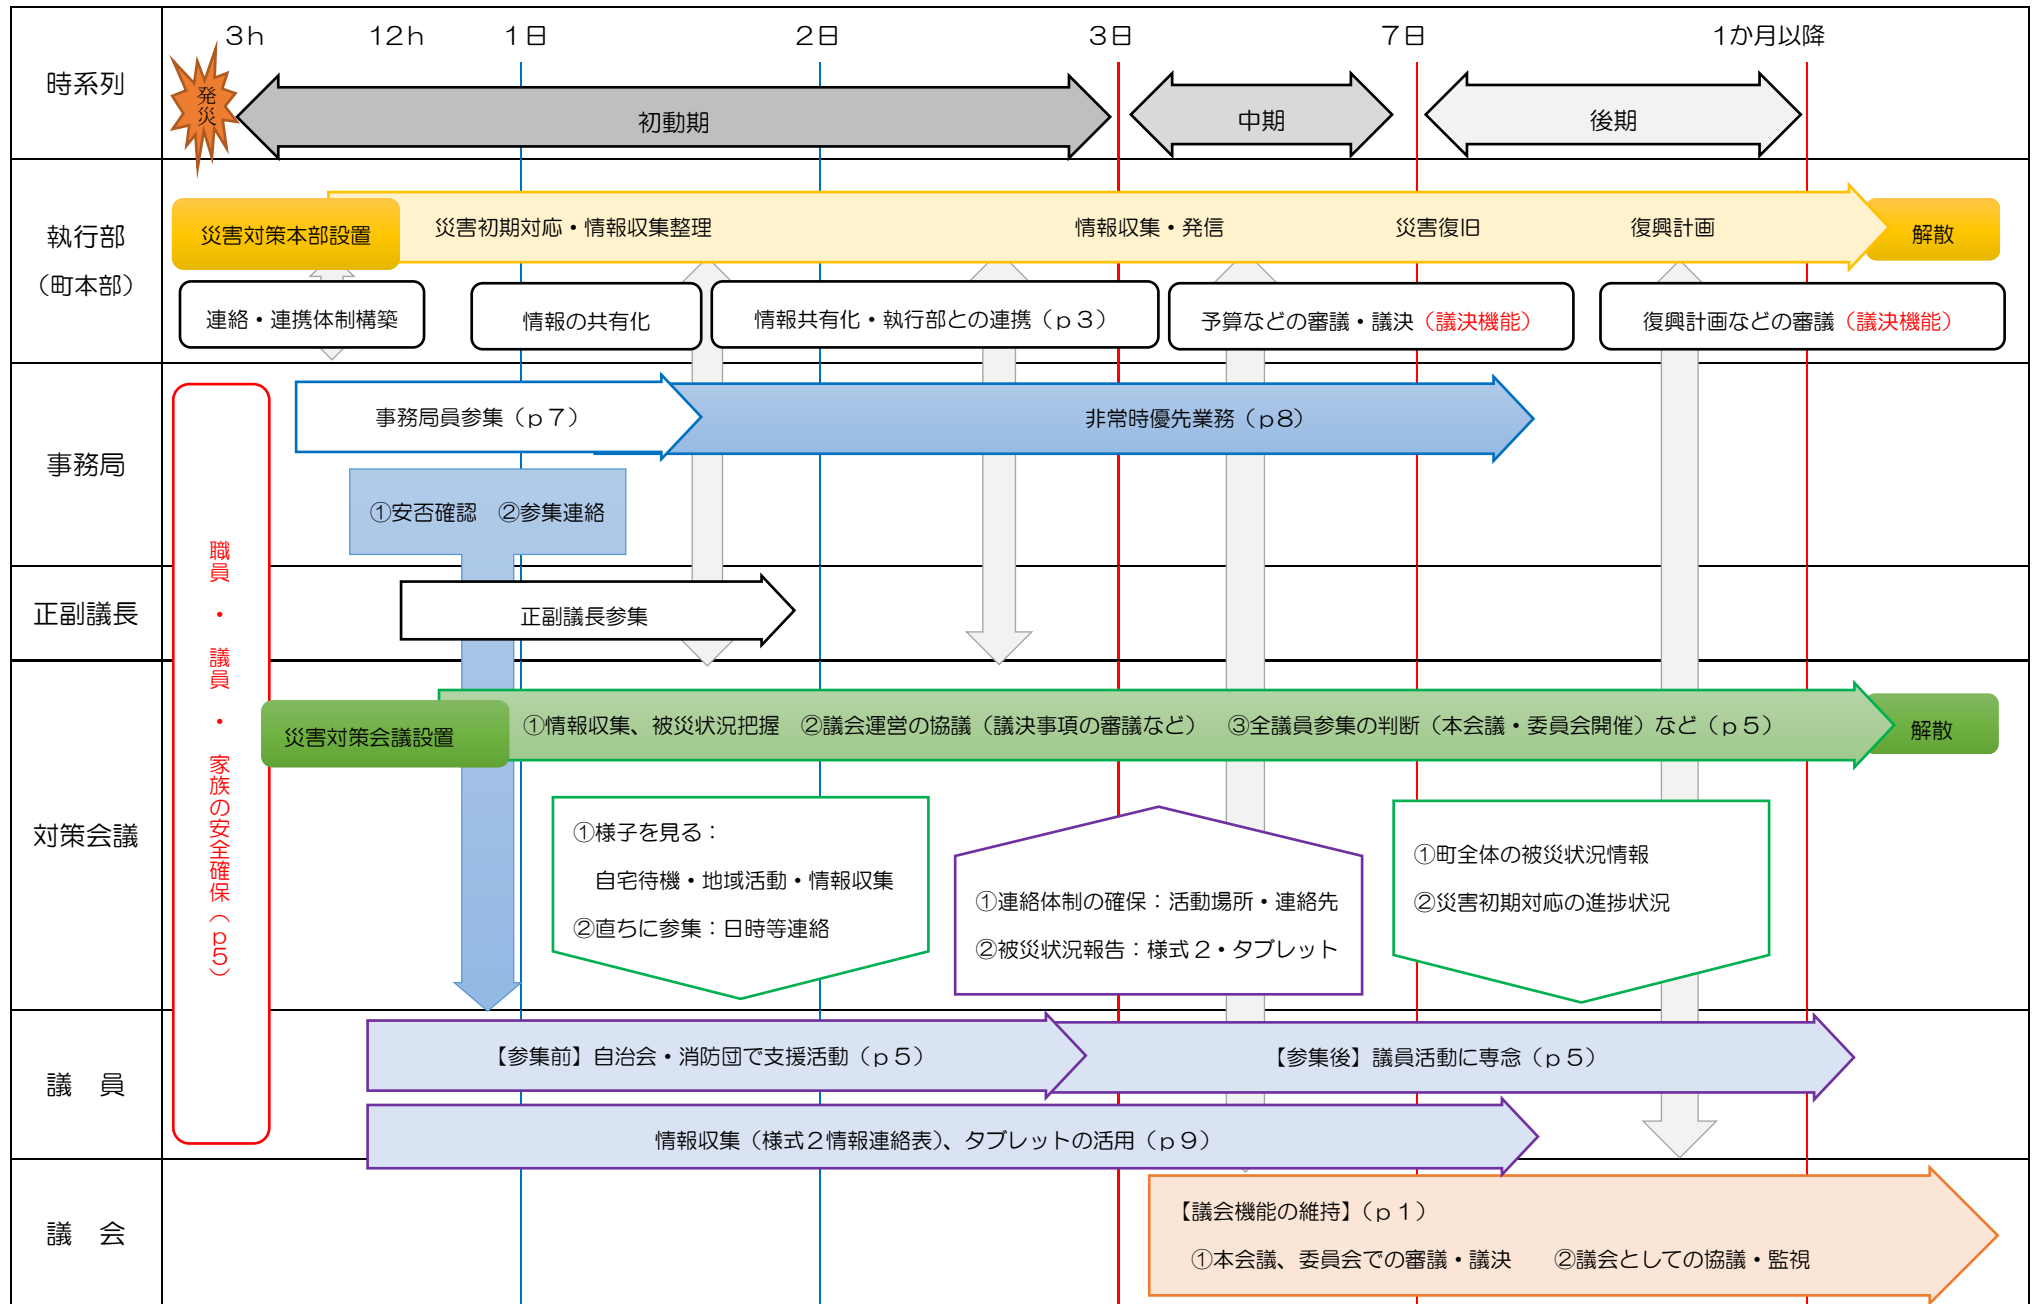 時系列
3h
12h
1日
2日
3日
7日
1か月以降
発災
初動期
中期
後期
執行部
（町本部）
災害対策本部設置
災害初期対応・情報収集整理
情報収集・発信
災害復旧
復興計画
解散
連絡・連携体制構築
情報の共有化
情報共有化・執行部との連携（p３）
予算などの審議・議決（議決機能）
復興計画などの審議（議決機能）
事務局
事務局員参集（p７）
非常時優先業務（p8）
①安否確認　②参集連絡
職員・議員・家族の安全確保（p5）
正副議長
正副議長参集
対策会議
災害対策会議設置
①情報収集、被災状況把握　②議会運営の協議（議決事項の審議など）　③全議員参集の判断（本会議・委員会開催）など（p５）
解散
①様子を見る：
自宅待機・地域活動・情報収集
②直ちに参集：日時等連絡
①連絡体制の確保：活動場所・連絡先
②被災状況報告：様式２・タブレット
①町全体の被災状況情報
②災害初期対応の進捗状況
議　員
【参集前】自治会・消防団で支援活動（p５）
【参集後】議員活動に専念（p５）
情報収集（様式2情報連絡表）、タブレットの活用（p９）
議　会
【議会機能の維持】（p１）
①本会議、委員会での審議・議決　　②議会としての協議・監視